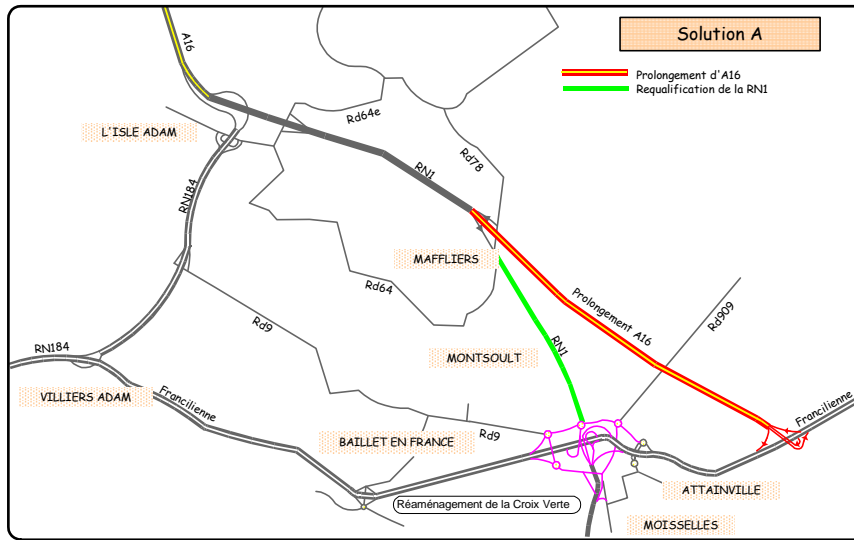 Solution A
Prolongement d'A16
Requalification de la RN1
A16
Rd64e
L'ISLE ADAM
Rd78
RN1
RN184
MAFFLIERS
Rd64
Prolongement A16
Rd909
Rd9
RN1
RN184
MONTSOULT
VILLIERS ADAM
Francilienne
Francilienne
BAILLET EN FRANCE
Rd9
ATTAINVILLE
Réaménagement de la Croix Verte
MOISSELLES